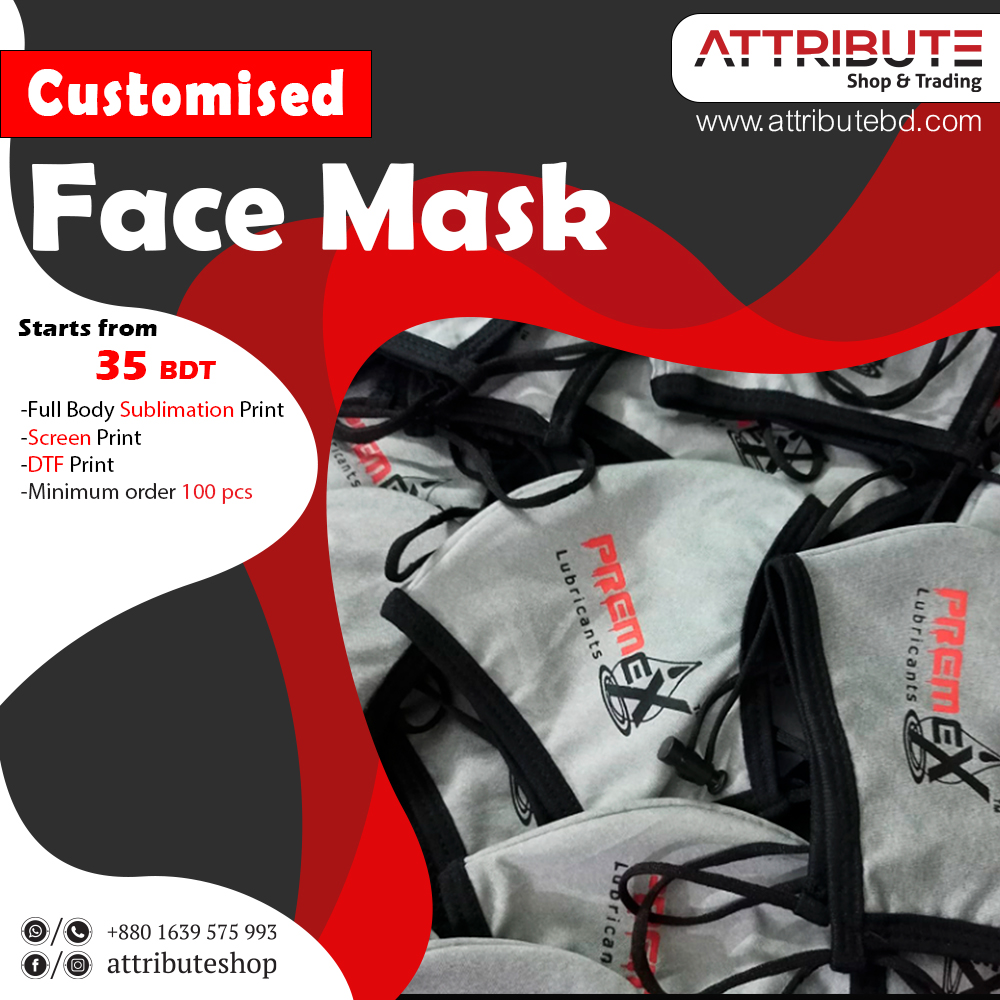 ATTRIBUTE
Shop & Trading
www.attributebd.com
Customised
Face Mask
Starts from
35 BDT
-Full Body Sublimation Print
-Screen Print
-DTF Print
-Minimum order 100 pcs
PREMEX
Lubricants
PREMEX
Lubricants
Lubrican
+880 1639 575 993
attributeshop